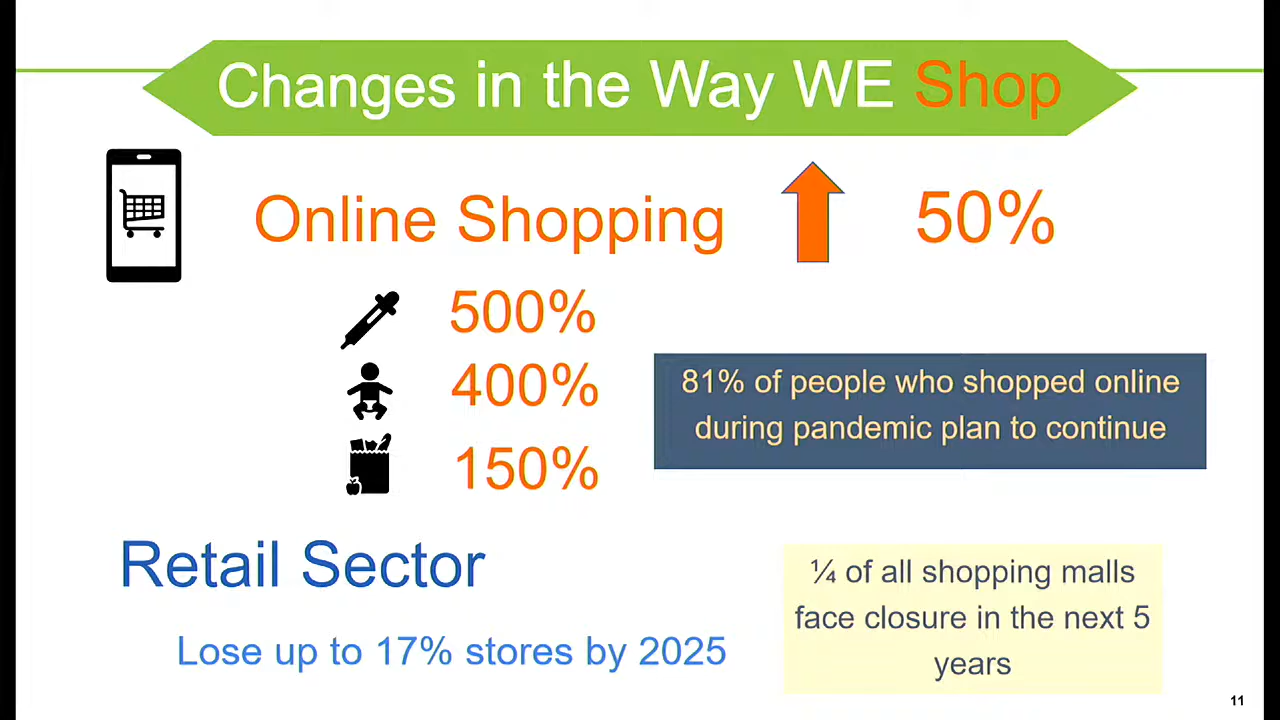 Changes in the Way WE Shop
Online Shopping 50%
500%
400%
150%
81% of people who shopped online
during pandemic plan to continue
Retail Sector
Lose up to 17% stores by 2025
¼ of all shopping malls
face closure in the next 5
years
11